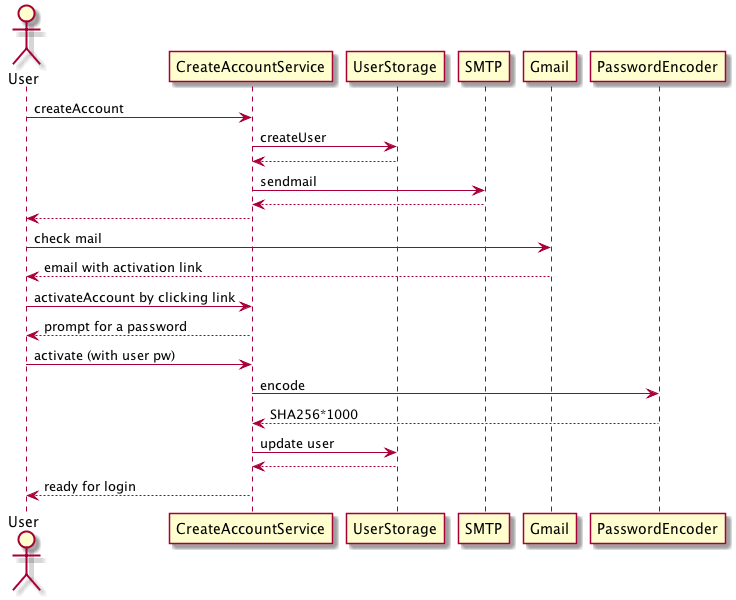 User
CreateAccountService UserStorage SMTP Gmail PasswordEncoder
createAccount
createUser
sendmail
check mail
email with activation link
activateAccount by clicking link
prompt for a password
activate (with user pw)
encode
SHA256*1000
update user
ready for login
User
CreateAccountService UserStorage SMTP Gmail PasswordEncoder